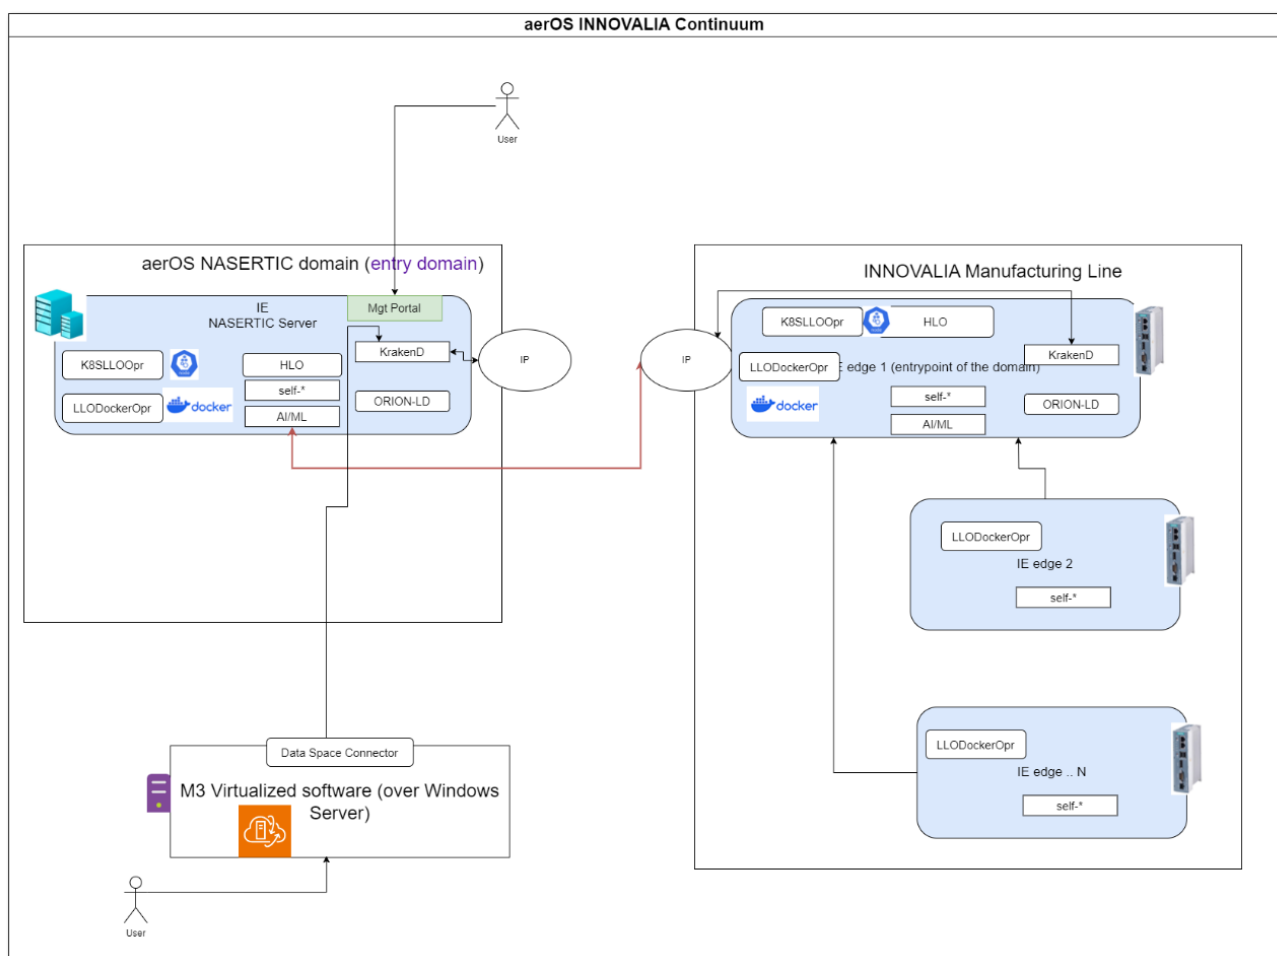 aerOS INNOVALIA Continuum
User
aerOS NASERTIC domain (entry domain)
IE
NASERTIC Server
Mgt Portal
KrakenD
K8SLLOOpr
HLO
self-*
LLODockerOpr
docker
AI/ML
ORION-LD
IP
IP
INNOVALIA Manufacturing Line
K8SLLOOpr
HLO
KrakenD
LLODockerOpr
E edge 1 (entrypoint of the domain)
self-*
docker
ORION-LD
AI/ML
LLODockerOpr
IE edge 2
self-*
LLODockerOpr
IE edge .. N
self-*
Data Space Connector
M3 Virtualized software (over Windows
Server)
User